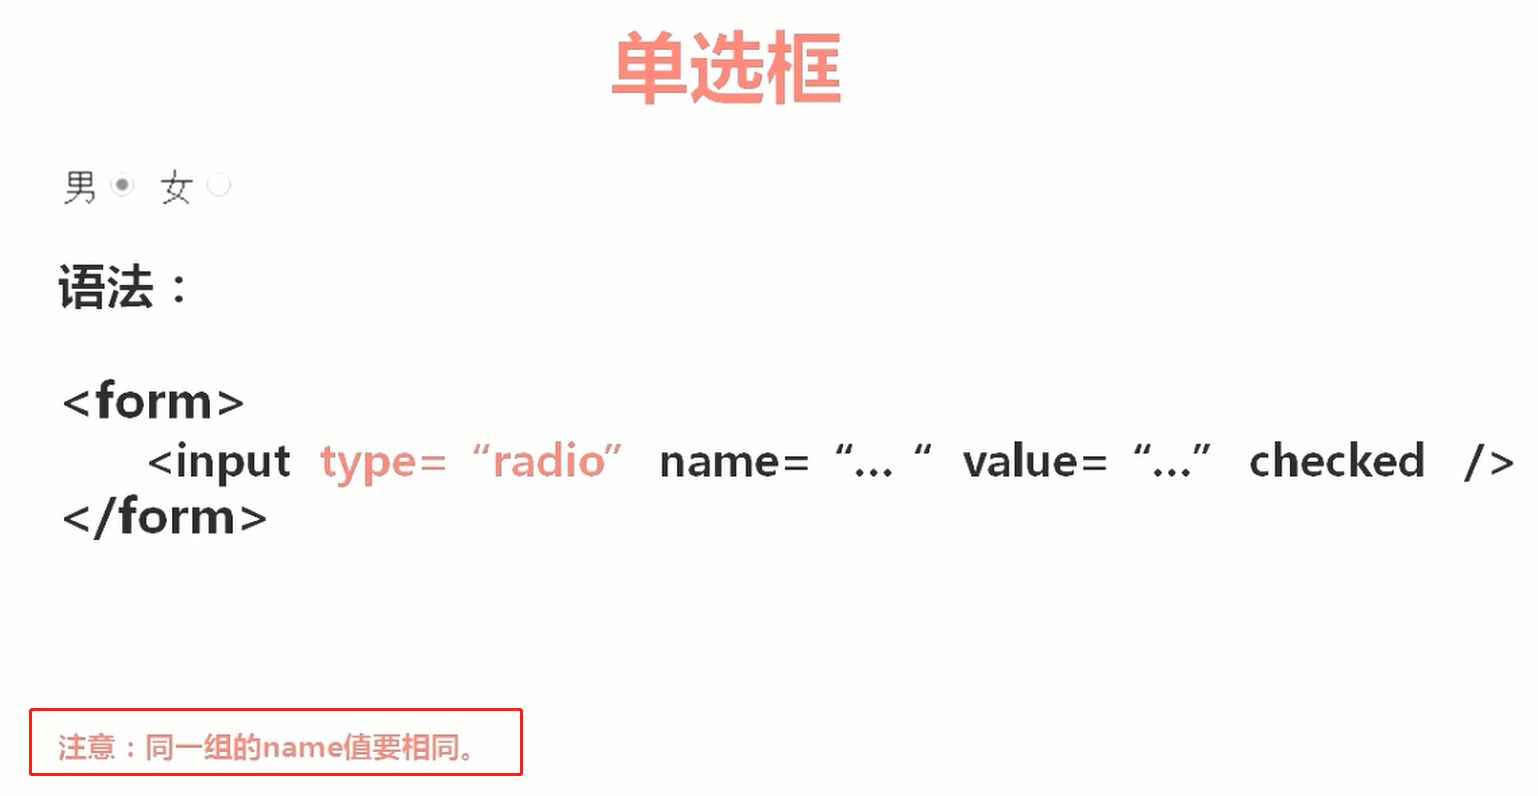 单选框
男 女
语法：
<form>
<input type= “radio” name= “... “ value= “...” checked />
</form>
注意：同一组的name值要相同。